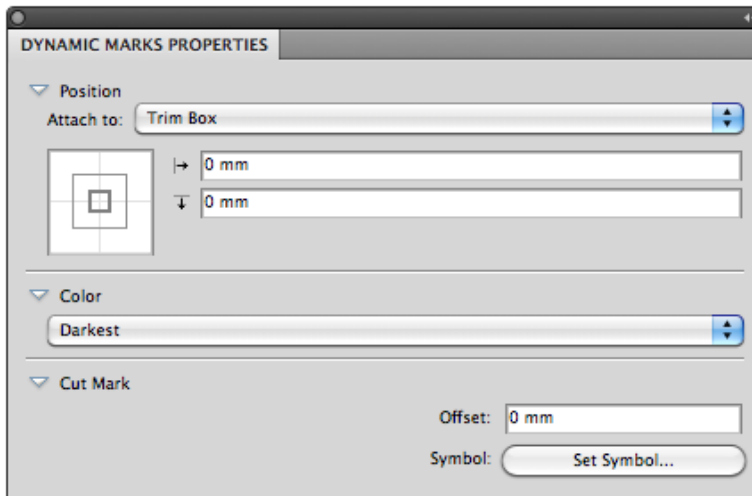 DYNAMIC MARKS PROPERTIES
Position
Attach to: Trim Box
0 mm
0 mm
Color
Darkest
Cut Mark
Offset: 0 mm
Symbol: Set Symbol...